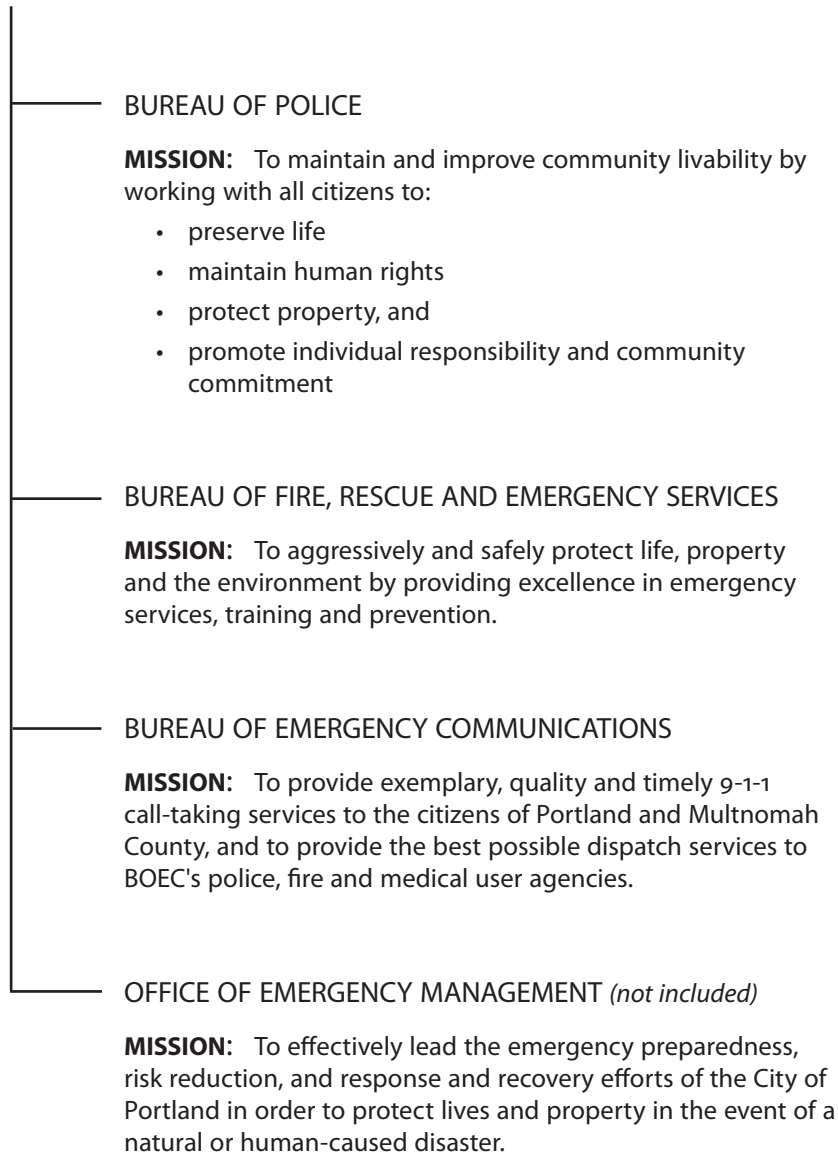 BUREAU OF POLICE
MISSION: To maintain and improve community livability by
working with all citizens to:
• preserve life
• maintain human rights
• protect property, and
• promote individual responsibility and community
commitment
BUREAU OF FIRE, RESCUE AND EMERGENCY SERVICES
MISSION: To aggressively and safely protect life, property
and the environment by providing excellence in emergency
services, training and prevention.
BUREAU OF EMERGENCY COMMUNICATIONS
MISSION: To provide exemplary, quality and timely 9-1-1
call-taking services to the citizens of Portland and Multnomah
County, and to provide the best possible dispatch services to
BOEC's police, fire and medical user agencies.
OFFICE OF EMERGENCY MANAGEMENT (not included)
MISSION: To effectively lead the emergency preparedness,
risk reduction, and response and recovery efforts of the City of
Portland in order to protect lives and property in the event of a
natural or human-caused disaster.